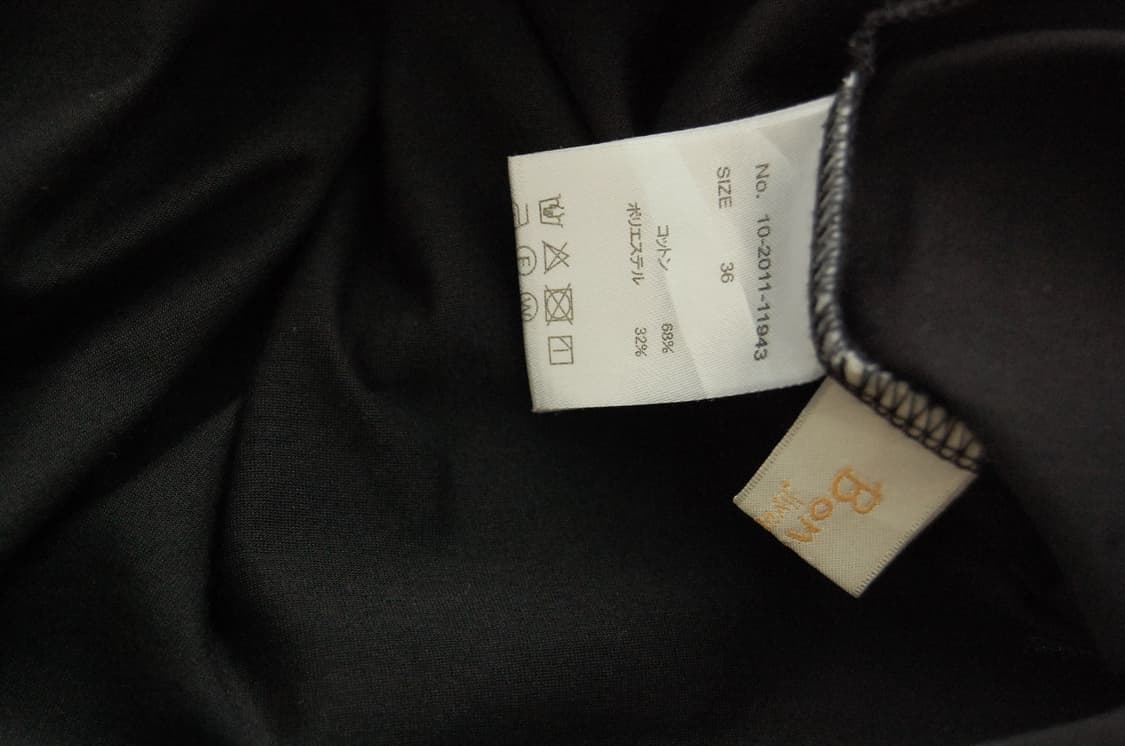 No. 10-2011-11943
SIZE 36
コットン 68%
ポリエステル 32%
F
W
Bon